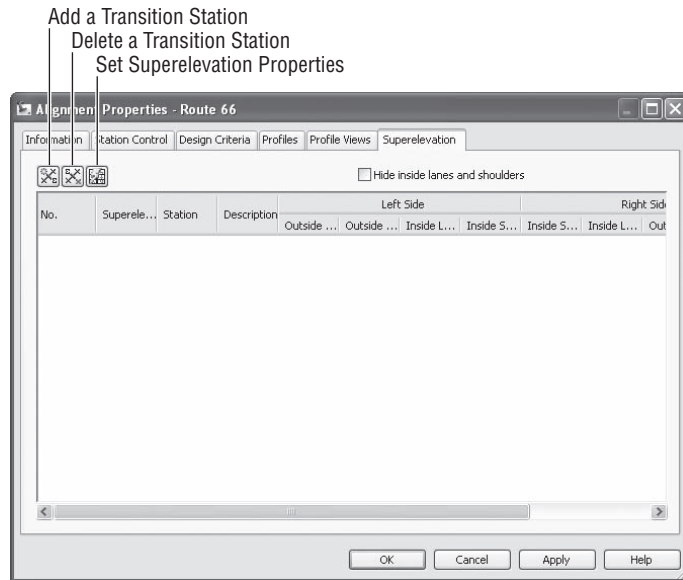 Add a Transition Station
Delete a Transition Station
Set Superelevation Properties
Alignment Properties - Route 66
Information Station Control Design Criteria Profiles Profile Views Superelevation
Hide inside lanes and shoulders
Left Side Right Side
No. Superele... Station Description
Outside ... Outside ... Inside L... Inside S... Inside S... Inside L... Out
OK Cancel Apply Help